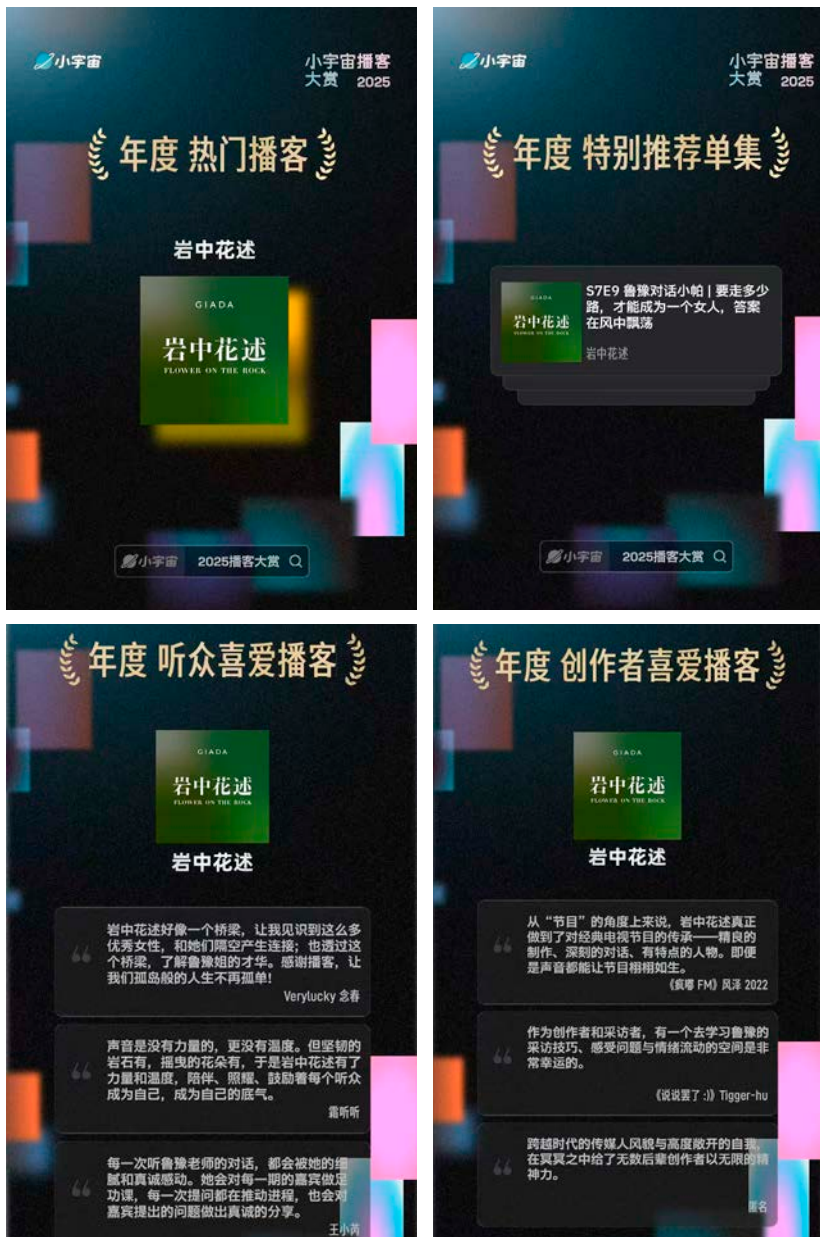 小宇宙
小宇宙播客
大赏 2025
年度 热门播客
岩中花述
GIADA
岩中花述
FLOWER ON THE ROCK
小宇宙 2025播客大赏
小宇宙
小宇宙播客
大赏 2025
年度 特别推荐单集
GIADA
岩中花述
FLOWER ON THE ROCK
S7E9 鲁豫对话小帕 | 要走多少
路，才能成为一个女人，答案
在风中飘荡
岩中花述
小宇宙 2025播客大赏
年度 听众喜爱播客
GIADA
岩中花述
FLOWER ON THE ROCK
岩中花述
岩中花述好像一个桥梁，让我见识到这么多
优秀女性，和她们隔空产生连接；也透过这
个桥梁，了解鲁豫姐的才华。感谢播客，让
我们孤岛般的人生不再孤单！
Verylucky 念春
声音是没有力量的，更没有温度。但坚韧的
岩石有，摇曳的花朵有，于是岩中花述有了
力量和温度，陪伴、照耀、鼓励着每个听众
成为自己，成为自己的底气。
霜听听
每一次听鲁豫老师的对话，都会被她的细
腻和真诚感动。她会对每一期的嘉宾做足
功课，每一次提问都在推动进程，也会对
嘉宾提出的问题做出真诚的分享。
王小芮
年度 创作者喜爱播客
GIADA
岩中花述
FLOWER ON THE ROCK
岩中花述
从“节目”的角度上来说，岩中花述真正
做到了对经典电视节目的传承——精良的
制作、深刻的对话、有特点的人物。即便
是声音都能让节目栩栩如生。
《疯嘟 FM》风泽 2022
作为创作者和采访者，有一个去学习鲁豫的
采访技巧、感受问题与情绪流动的空间是非
常幸运的。
《说说罢了 :)》Tigger-hu
跨越时代的传媒人风貌与高度敞开的自我，
在冥冥之中给了无数后辈创作者以无限的精
神力。
匿名